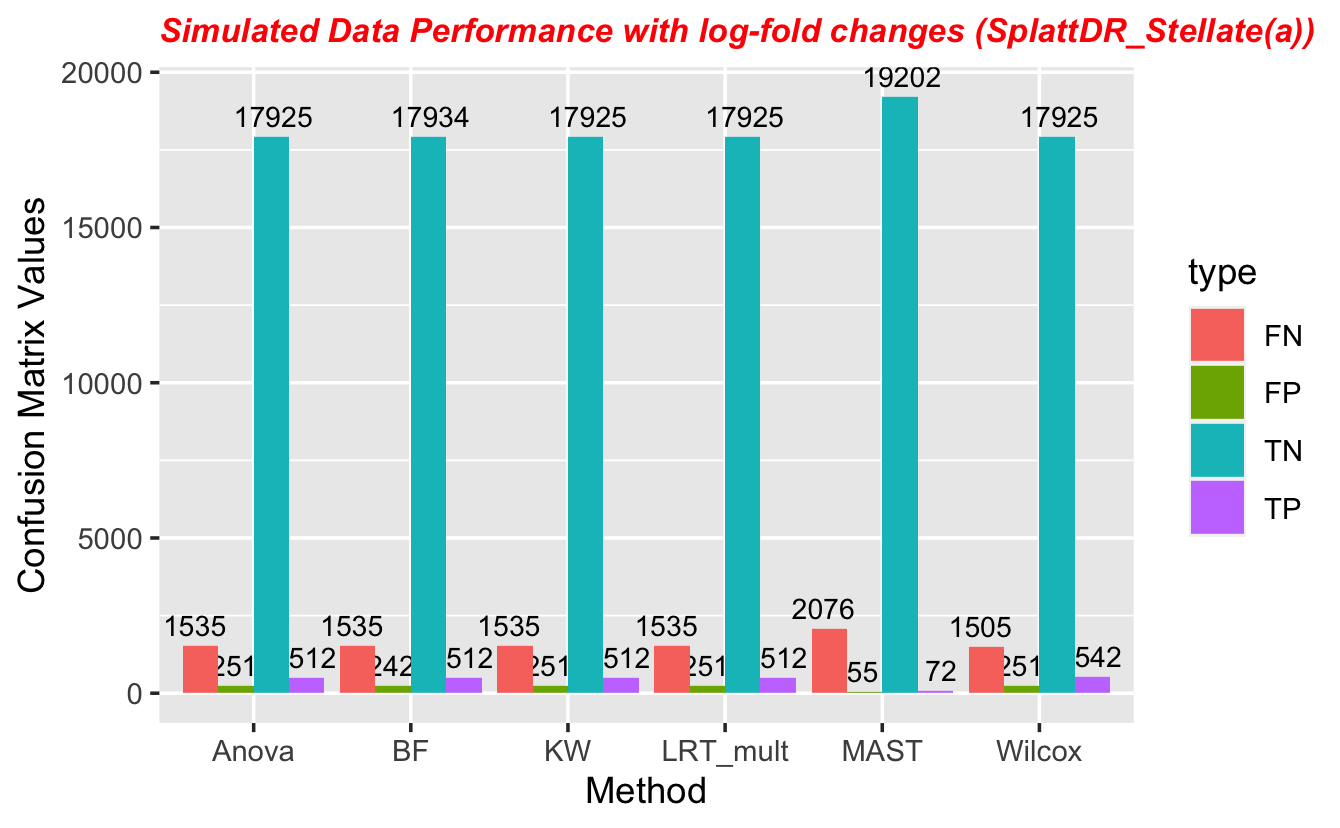 Simulated Data Performance with log-fold changes (SplattDR_Stellate(a))
20000
15000
10000
5000
0
Confusion Matrix Values
1535 251 17925 512
1535 242 17934 512
1535 251 17925 512
1535 251 17925 512
2076 55 19202 72
1505 251 17925 542
Anova BF KW LRT_mult MAST Wilcox
Method
type
FN
FP
TN
TP